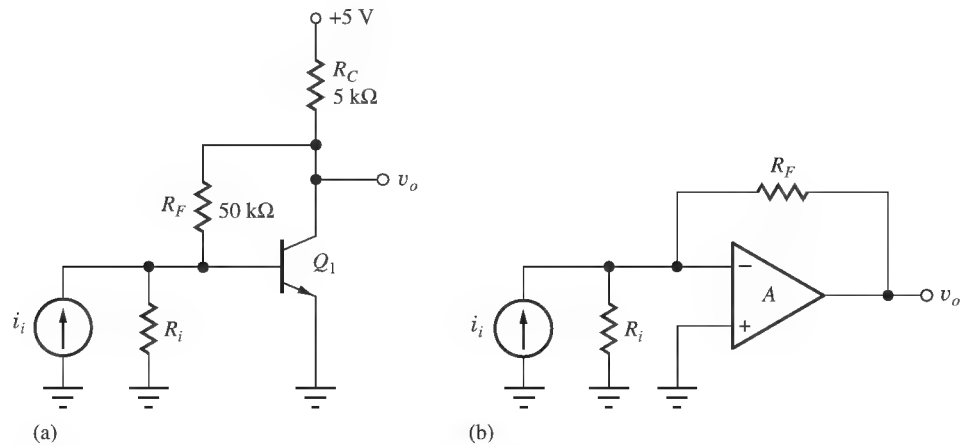 +5 V
R_C
5 kΩ
R_F
50 kΩ
v_o
Q_1
i_i
R_i
(a)
R_F
−
A
+
v_o
i_i
R_i
(b)